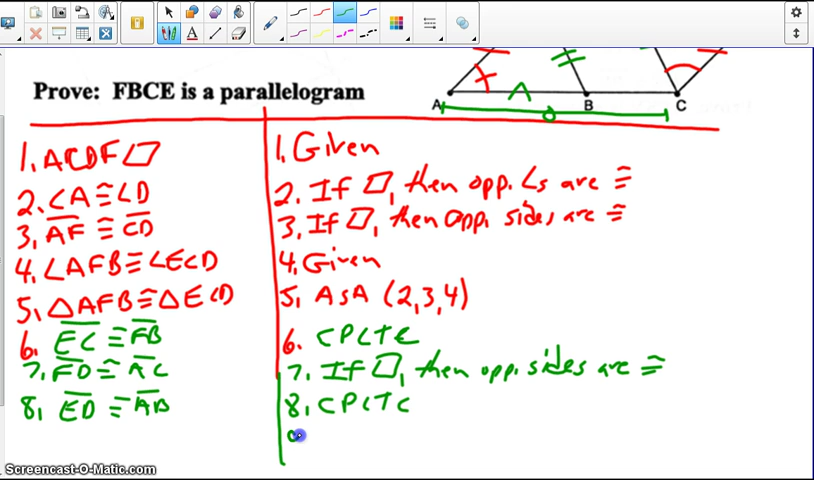 Prove: FBCE is a parallelogram
A
B
C
1. ACDF ▱
1. Given
2. ∠A ≅ ∠D
2. If ▱, then opp. ∠s are ≅
3. AF ≅ CD
3. If ▱, then opp. sides are ≅
4. ∠AFB ≅ ∠ECD
4. Given
5. △AFB ≅ △ECD
5. ASA (2,3,4)
6. EC ≅ FB
6. CPCTC
7. FD ≅ AC
7. If ▱, then opp. sides are ≅
8. ED ≅ AB
8. CPCTC
Screencast-O-Matic.com